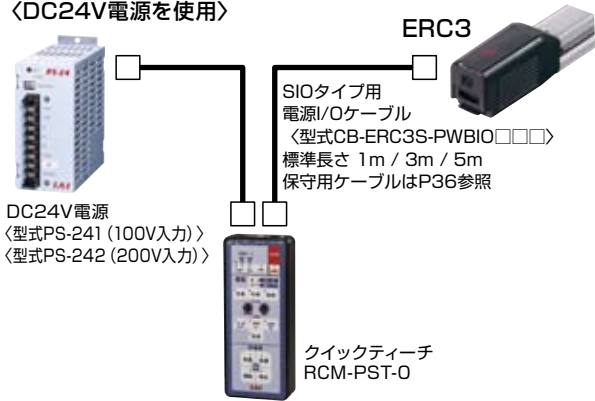 〈DC24V電源を使用〉
ERC3
PS-24
SIOタイプ用
電源I/Oケーブル
〈型式CB-ERC3S-PWBIO□□□〉
標準長さ 1m / 3m / 5m
保守用ケーブルはP36参照
IAI
DC24V電源
〈型式PS-241（100V入力）〉
〈型式PS-242（200V入力）〉
クイックティーチ
RCM-PST-0